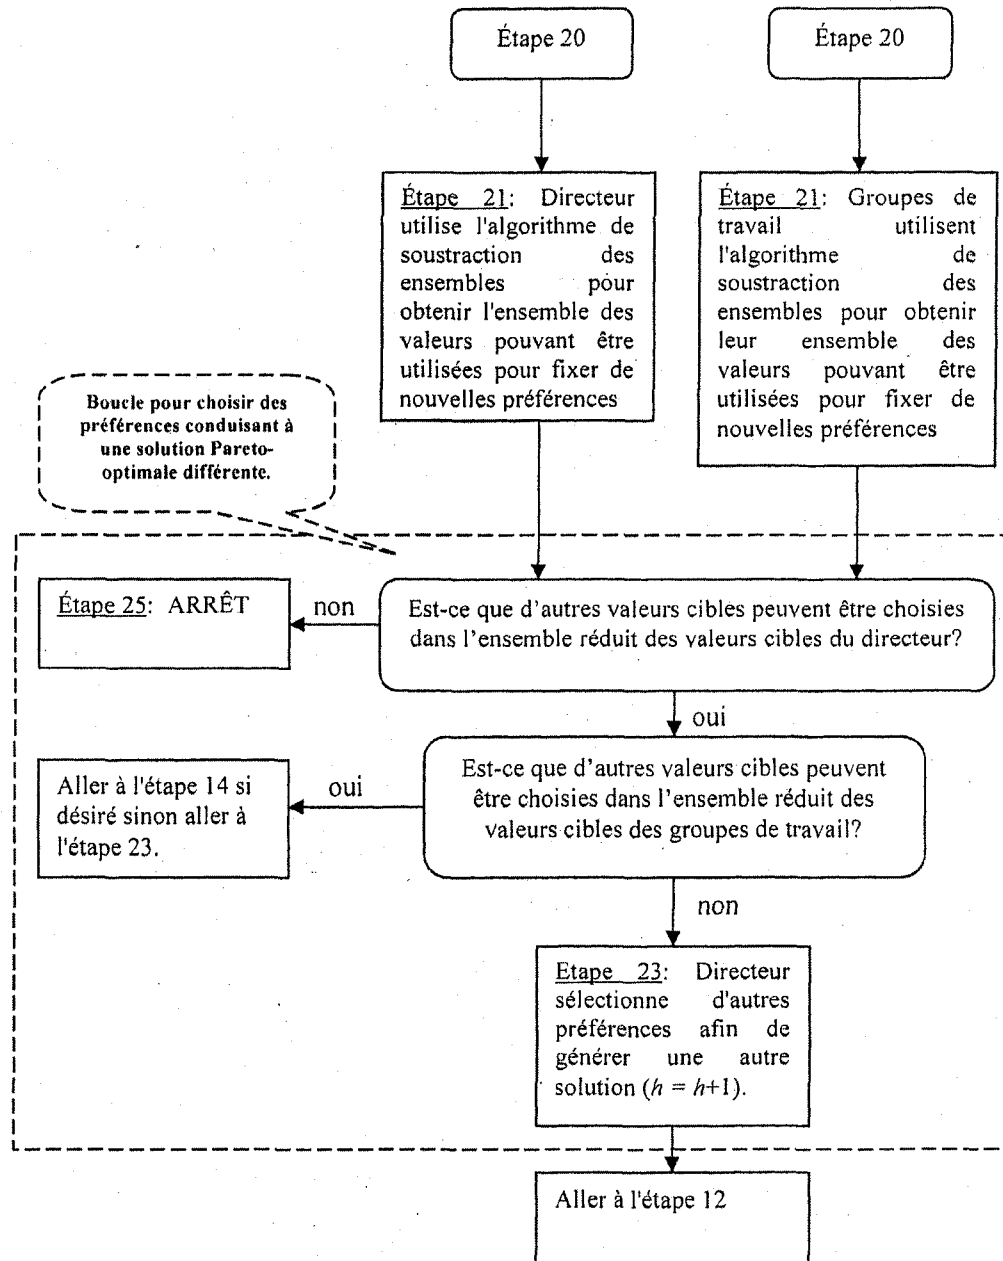 Étape 20
Étape 20
Étape 21: Directeur
utilise l'algorithme de
soustraction des
ensembles pour
obtenir l'ensemble des
valeurs pouvant être
utilisées pour fixer de
nouvelles préférences
Étape 21: Groupes de
travail utilisent
l'algorithme de
soustraction des
ensembles pour obtenir
leur ensemble des
valeurs pouvant être
utilisées pour fixer de
nouvelles préférences
Boucle pour choisir des
préférences conduisant à
une solution Pareto-
optimale différente.
Étape 25: ARRÊT
non
Est-ce que d'autres valeurs cibles peuvent être choisies
dans l'ensemble réduit des valeurs cibles du directeur?
oui
Aller à l'étape 14 si
désiré sinon aller à
l'étape 23.
oui
Est-ce que d'autres valeurs cibles peuvent
être choisies dans l'ensemble réduit des
valeurs cibles des groupes de travail?
non
Etape 23: Directeur
sélectionne d'autres
préférences afin de
générer une autre
solution (h = h+1).
Aller à l'étape 12